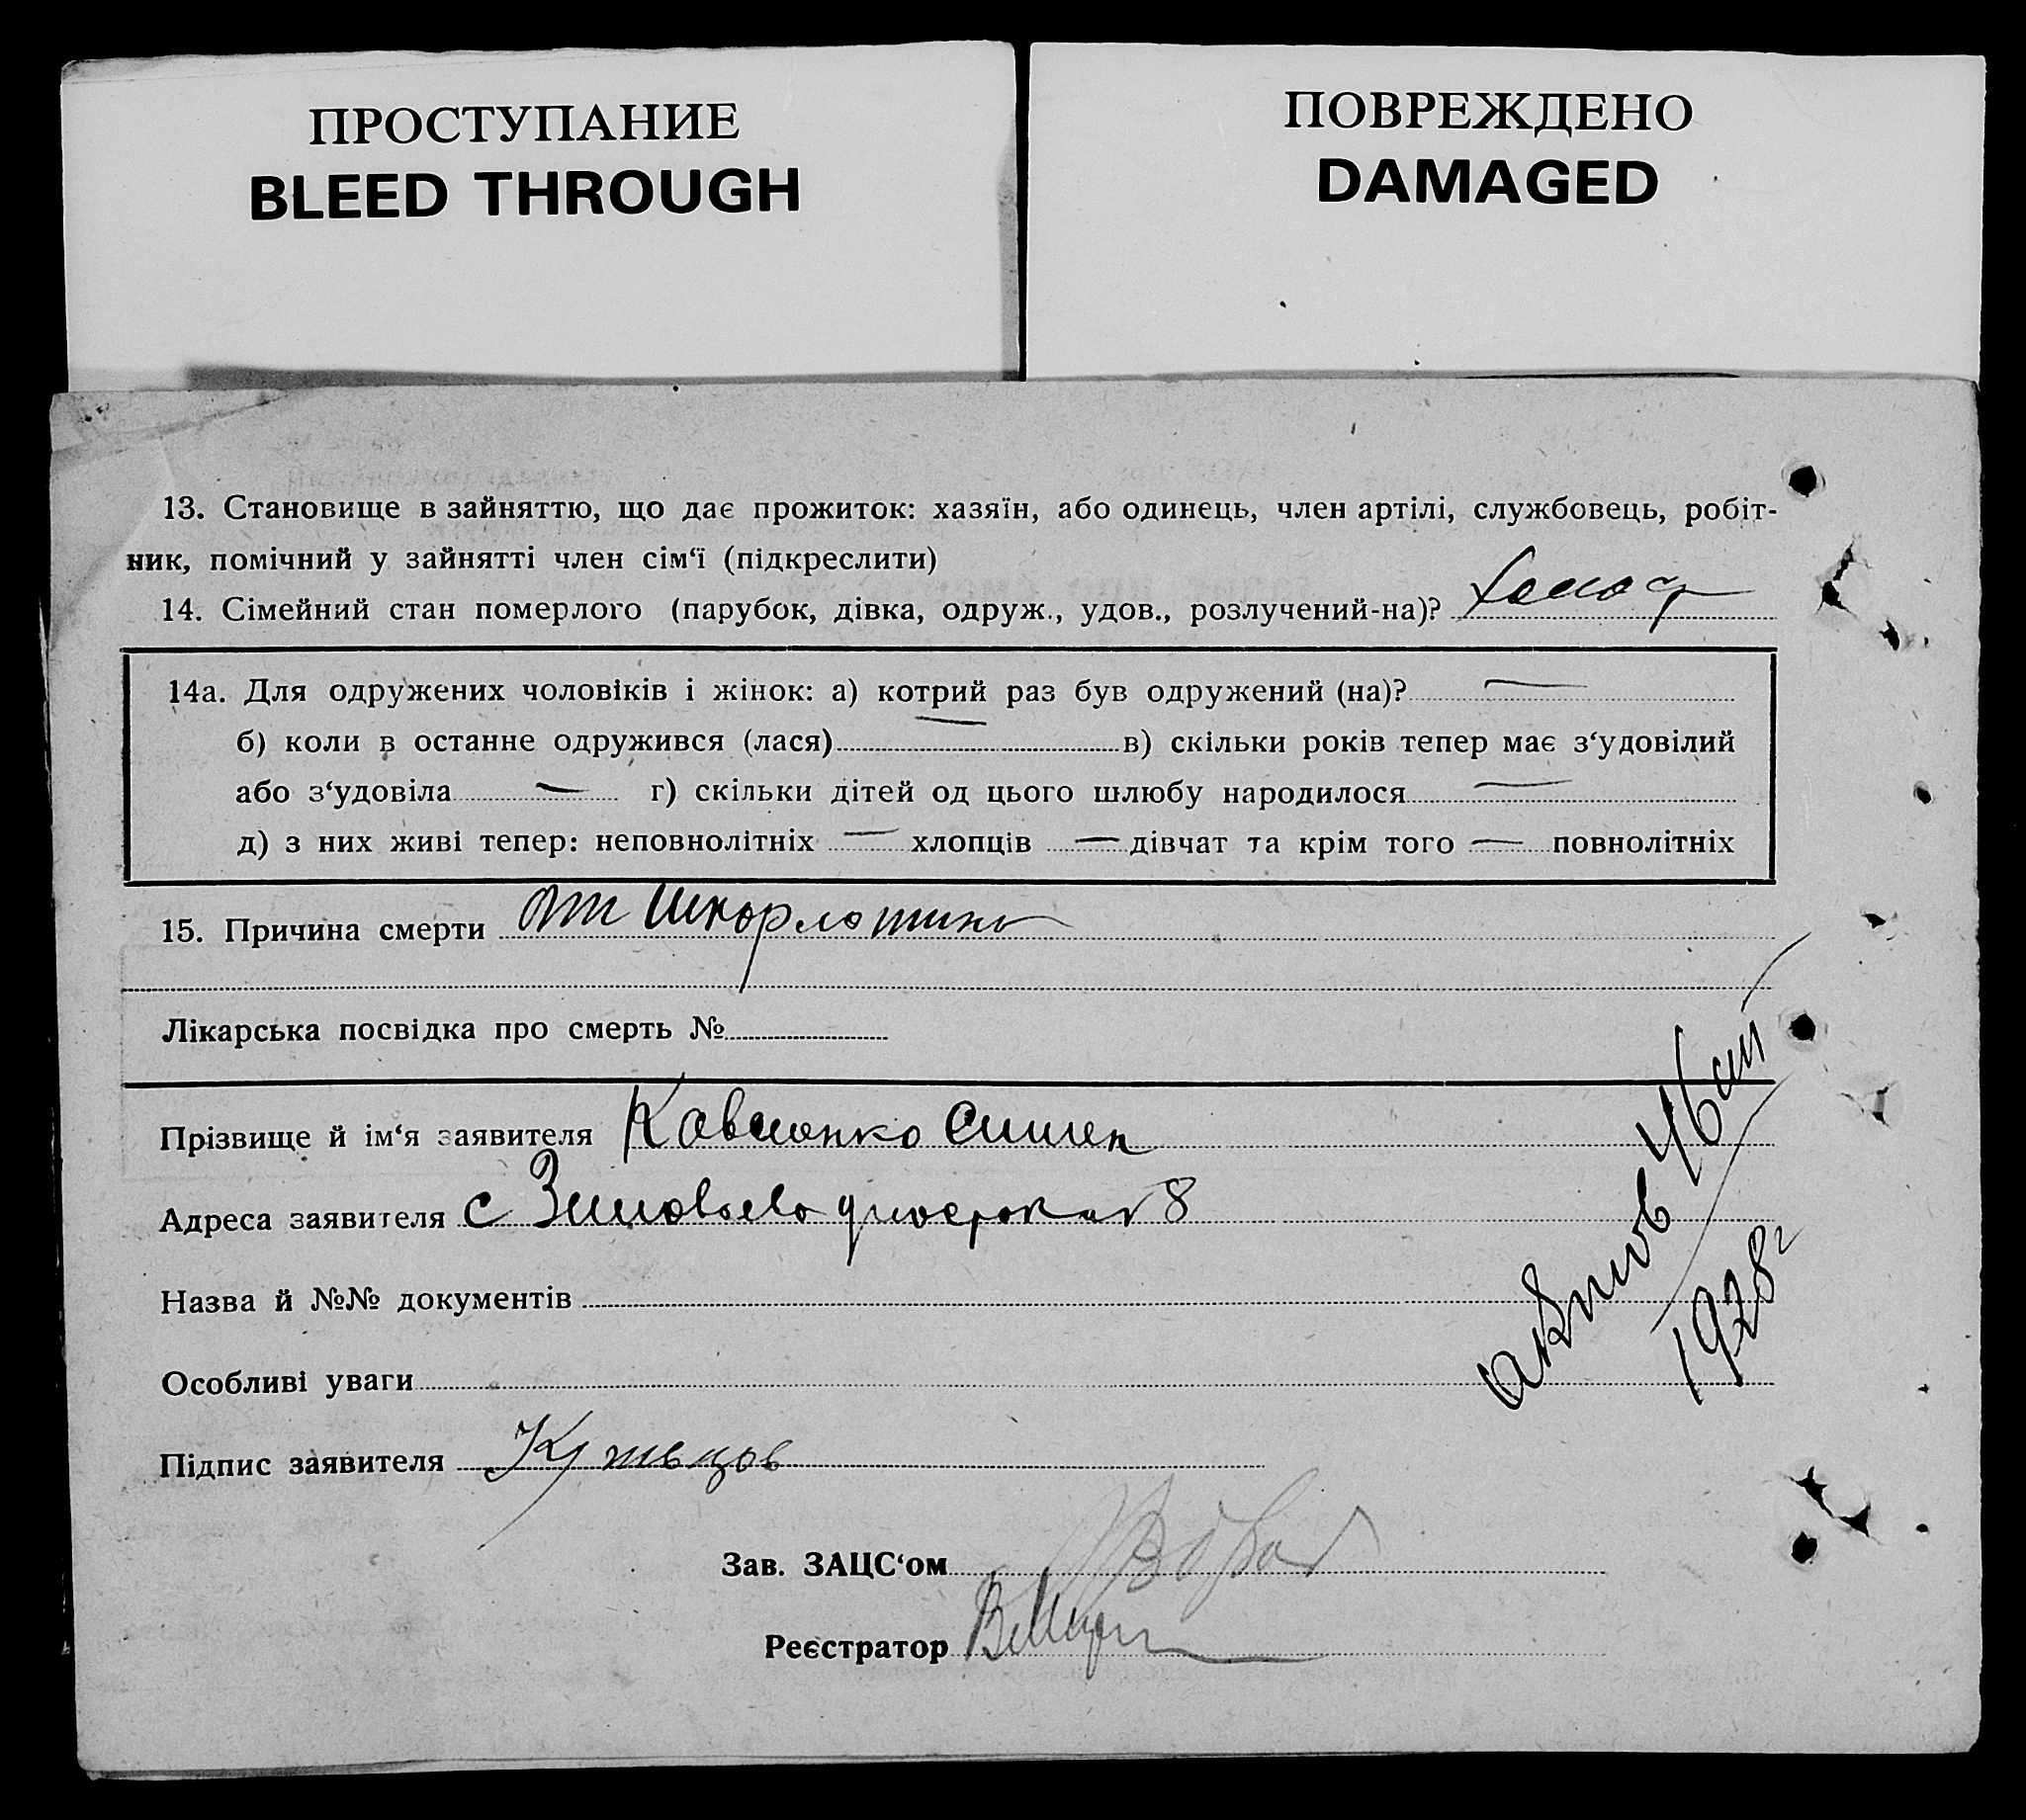 ПРОСТУПАНИЕ
BLEED THROUGH
ПОВРЕЖДЕНО
DAMAGED
13. Становище в зайняттю, що дає прожиток: хазяїн, або одинець, член артілі, службовець, робіт-
ник, помічний у зайнятті член сім‘ї (підкреслити)
14. Сімейний стан померлого (парубок, дівка, одруж., удов., розлучений-на)?
14а. Для одружених чоловіків і жінок: а) котрий раз був одружений (на)? —
б) коли в останне одружився (лася) — в) скільки років тепер має з‘удовілий
або з‘удовіла — г) скільки дітей од цього шлюбу народилося —
д) з них живі тепер: неповнолітніх — хлопців — дівчат та крім того — повнолітніх
15. Причина смерти от Шкорлотины
Лікарська посвідка про смерть №
Прізвище й ім‘я заявителя
Адреса заявителя с 8
Назва й №№ документів
Особливі уваги
Підпис заявителя
Зав. ЗАЦС‘ом
Реєстратор
1928 г